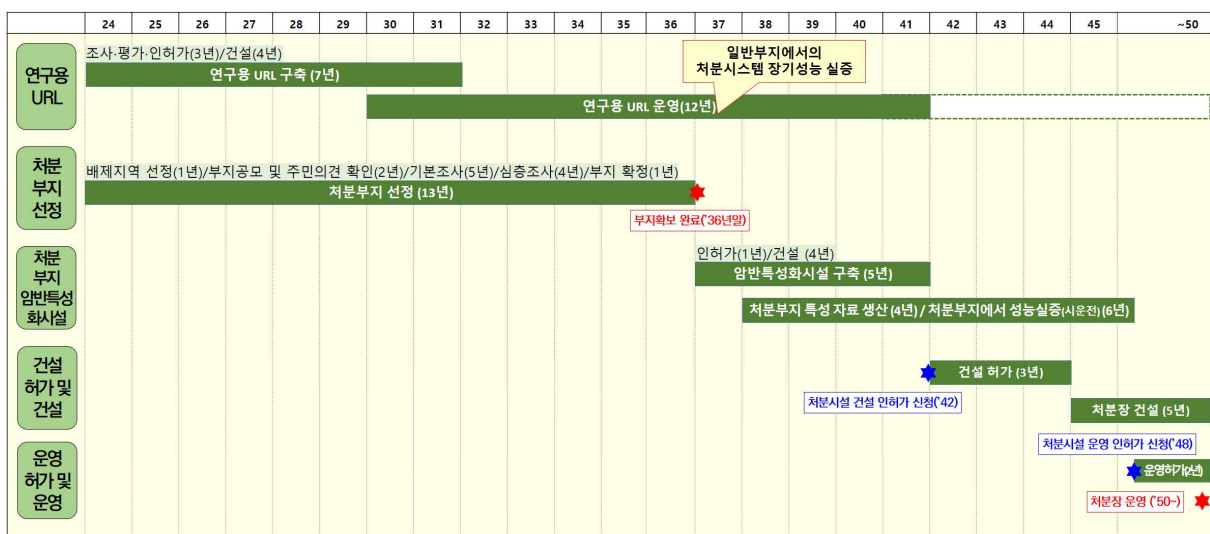 24 25 26 27 28 29 30 31 32 33 34 35 36 37 38 39 40 41 42 43 44 45 ~50
연구용
URL
조사·평가·인허가(3년)/건설(4년)
연구용 URL 구축 (7년)
일반부지에서의
처분시스템 장기성능 실증
연구용 URL 운영(12년)
처분
부지
선정
배제지역 선정(1년)/부지공모 및 주민의견 확인(2년)/기본조사(5년)/심층조사(4년)/부지 확정(1년)
처분부지 선정 (13년)
부지확보 완료('36년말)
처분
부지
암반특성
화시설
인허가(1년)/건설 (4년)
암반특성화시설 구축 (5년)
처분부지 특성 자료 생산 (4년) / 처분부지에서 성능실증(시운전) (6년)
건설
허가 및
건설
건설 허가 (3년)
처분시설 건설 인허가 신청('42)
처분장 건설 (5년)
운영
허가 및
운영
처분시설 운영 인허가 신청('48)
운영허가(2년)
처분장 운영 ('50~)